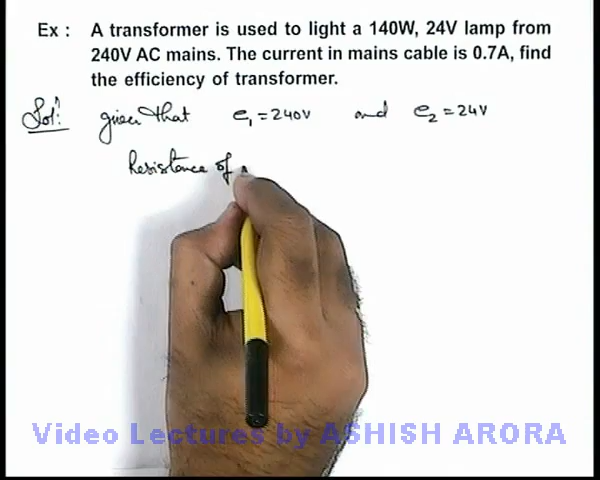 Ex : A transformer is used to light a 140W, 24V lamp from
240V AC mains. The current in mains cable is 0.7A, find
the efficiency of transformer.
Sol": given that e₁ = 240V and e₂ = 24V
Resistance of
Video Lectures by ASHISH ARORA